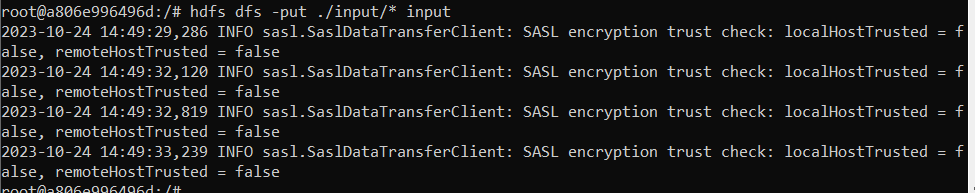 root@a806e996496d:/# hdfs dfs -put ./input/* input
2023-10-24 14:49:29,286 INFO sasl.SaslDataTransferClient: SASL encryption trust check: localHostTrusted = f
alse, remoteHostTrusted = false
2023-10-24 14:49:32,120 INFO sasl.SaslDataTransferClient: SASL encryption trust check: localHostTrusted = f
alse, remoteHostTrusted = false
2023-10-24 14:49:32,819 INFO sasl.SaslDataTransferClient: SASL encryption trust check: localHostTrusted = f
alse, remoteHostTrusted = false
2023-10-24 14:49:33,239 INFO sasl.SaslDataTransferClient: SASL encryption trust check: localHostTrusted = f
alse, remoteHostTrusted = false
root@a806e996496d:/#